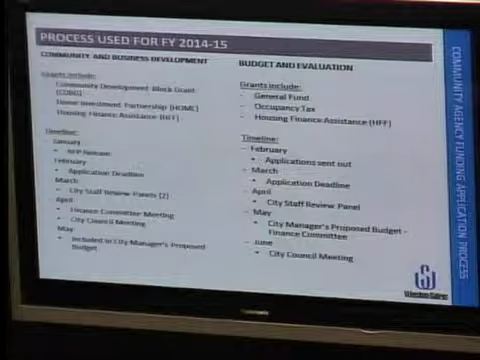 PROCESS USED FOR FY 2014-15
COMMUNITY AND BUSINESS DEVELOPMENT
Grants include:
Community Development Block Grant
(CDBG)
Home Investment Partnership (HOME)
Housing Finance Assistance (HFF)
Timeline:
January
RFP Release
February
Application Deadline
March
City Staff Review Panels (2)
April
Finance Committee Meeting
City Council Meeting
May
Included in City Manager's Proposed
Budget
BUDGET AND EVALUATION
Grants include:
- General Fund
- Occupancy Tax
- Housing Finance Assistance (HFF)
Timeline:
- February
• Applications sent out
- March
• Application Deadline
- April
• City Staff Review Panel
- May
• City Manager's Proposed Budget -
Finance Committee
- June
• City Council Meeting
COMMUNITY AGENCY FUNDING APPLICATION PROCESS
Winston-Salem